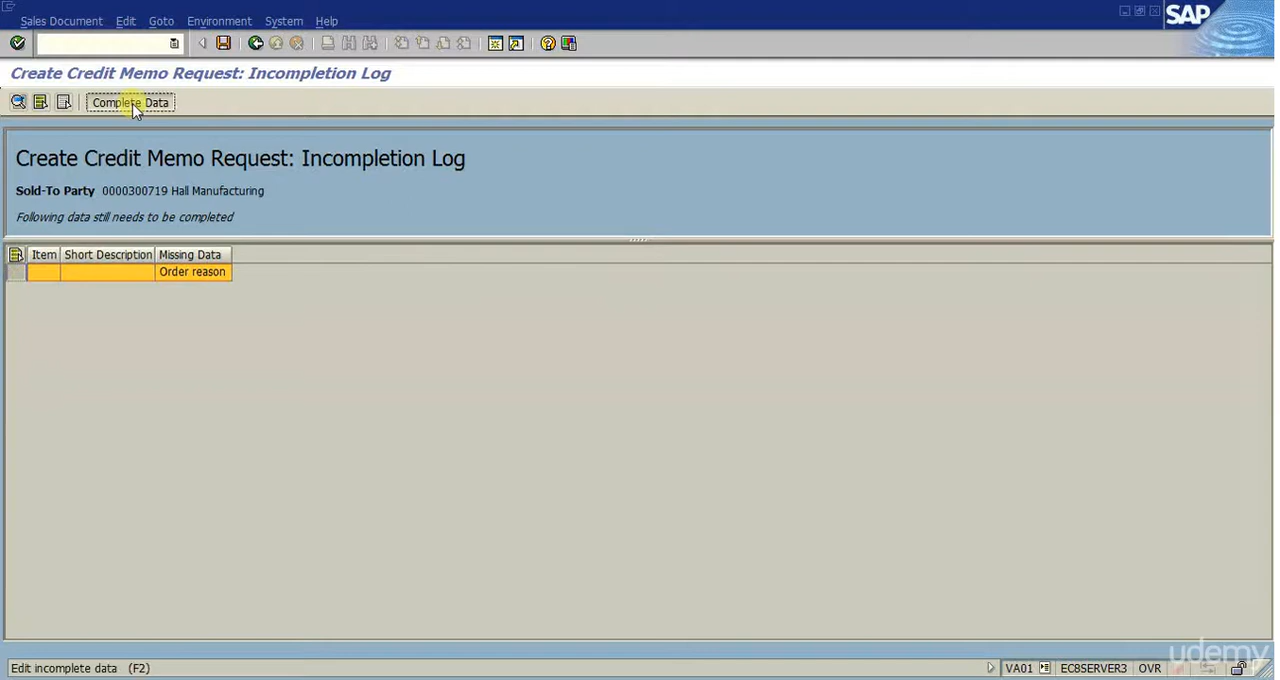 Sales Document Edit Goto Environment System Help
SAP
Create Credit Memo Request: Incompletion Log
Complete Data
Create Credit Memo Request: Incompletion Log
Sold-To Party 0000300719 Hall Manufacturing
Following data still needs to be completed
Item Short Description Missing Data
Order reason
udemy
Edit incomplete data (F2) VA01 EC8SERVER3 OVR